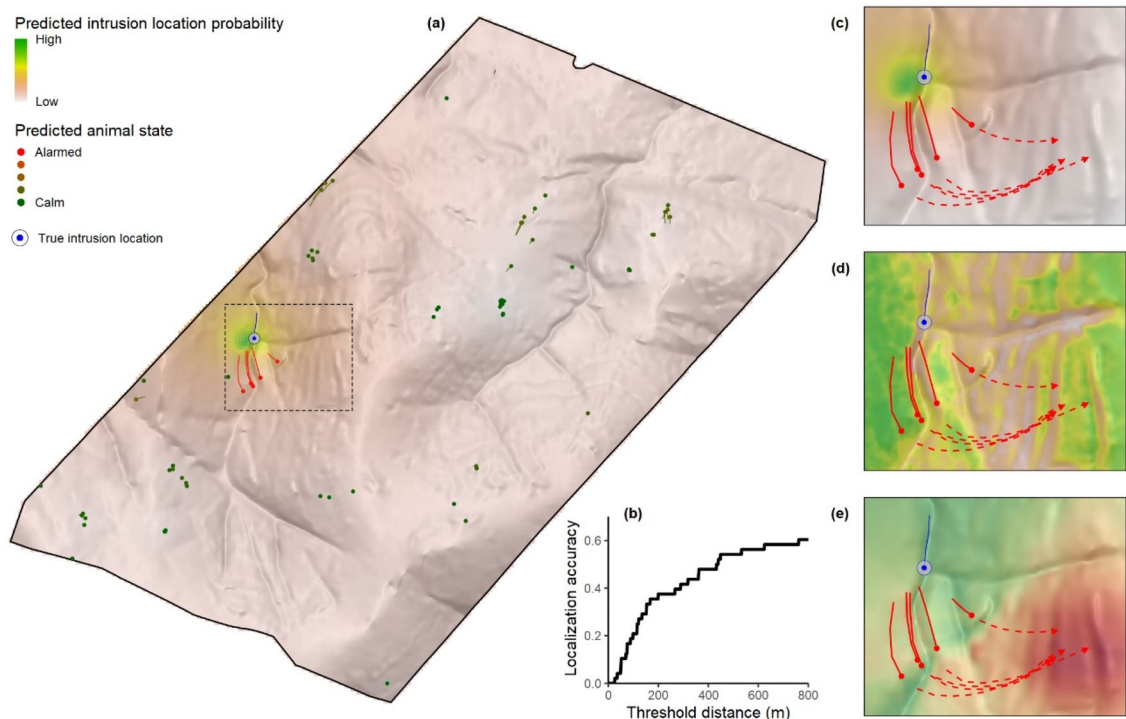 Predicted intrusion location probability
High
Low
Predicted animal state
Alarmed
Calm
True intrusion location
(a)
(b)
Localization accuracy
0.6
0.4
0.2
0.0
0
200
400
600
800
Threshold distance (m)
(c)
(d)
(e)